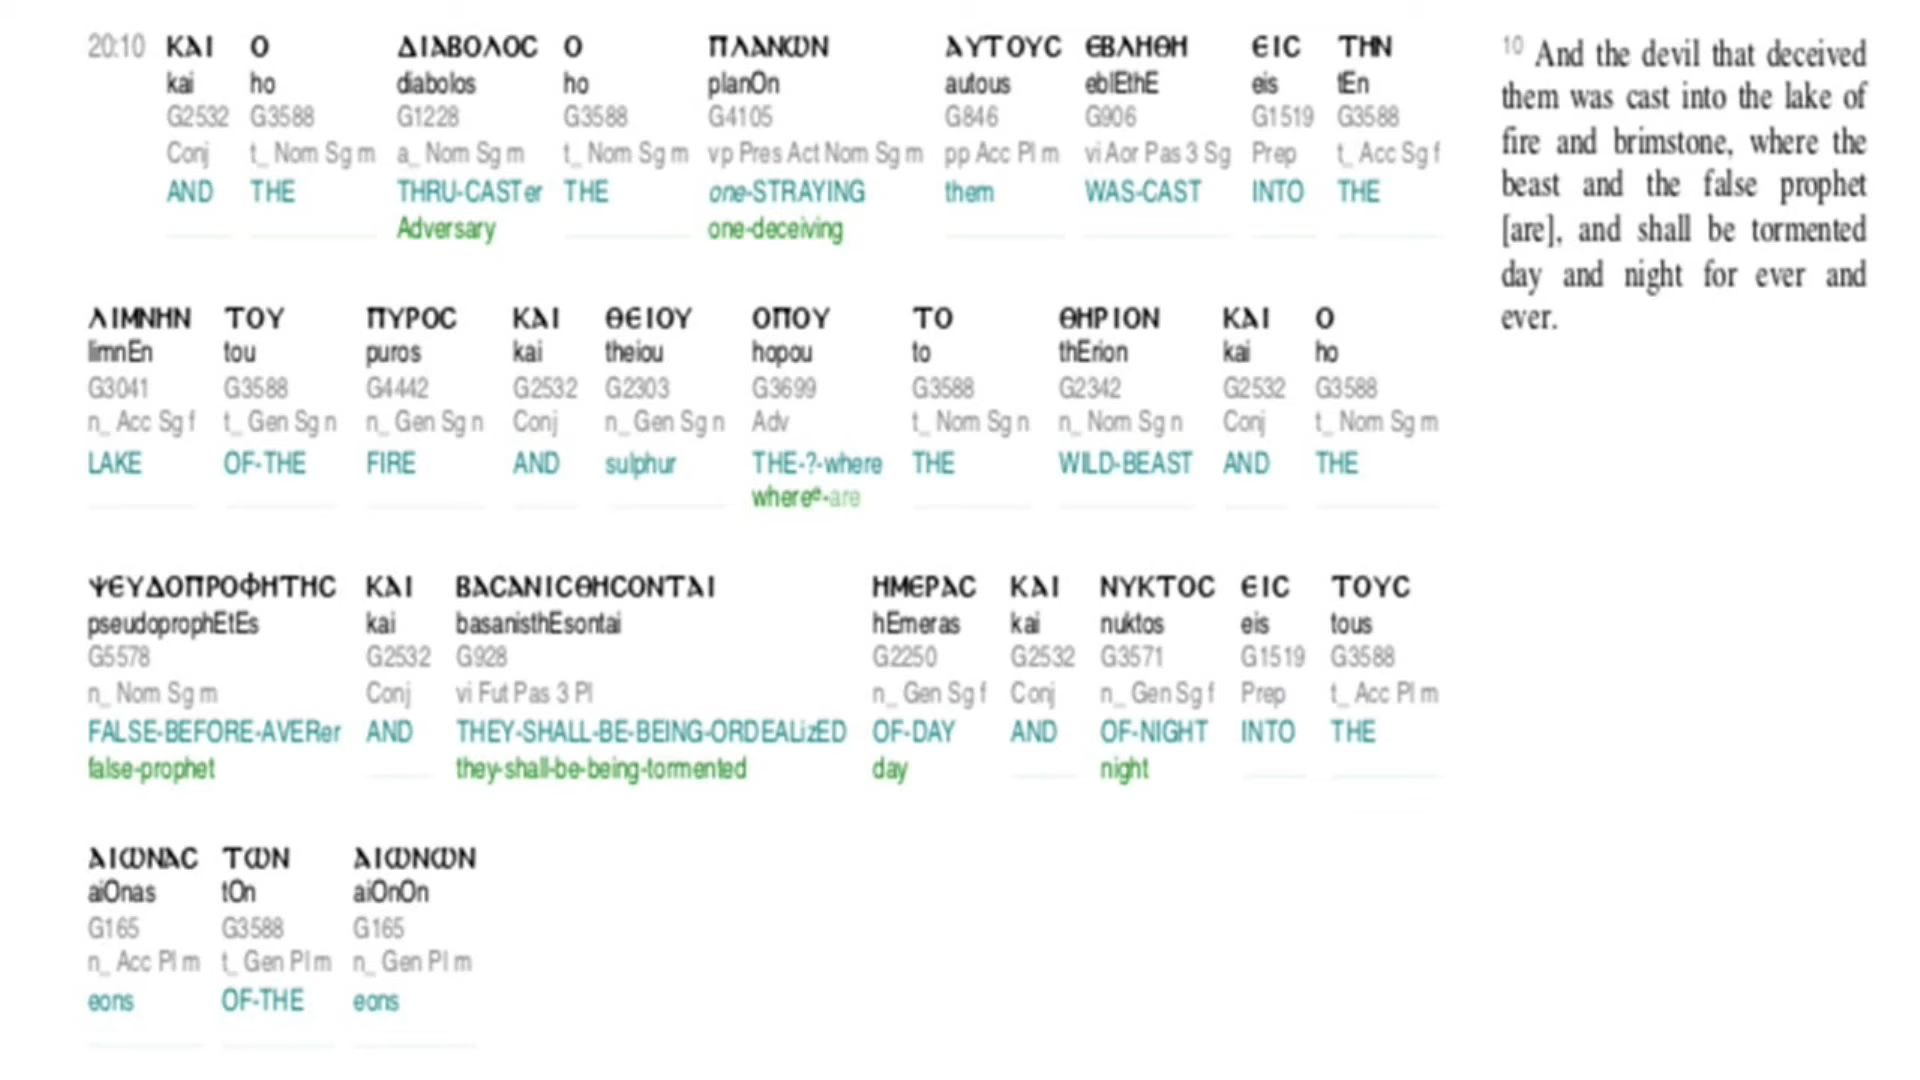 20:10 ΚΑΙ Ο ΔΙΑΒΟΛΟC Ο ΠΛΑΝΩΝ ΑΥΤΟΥC ΕΒΛΗΘΗ ΕΙC ΤΗΝ
kai ho diabolos ho planOn autous eblEthE eis tEn
G2532 G3588 G1228 G3588 G4105 G846 G906 G1519 G3588
Conj t_ Nom Sg m a_ Nom Sg m t_ Nom Sg m vp Pres Act Nom Sg m pp Acc Pl m vi Aor Pas 3 Sg Prep t_ Acc Sg f
AND THE THRU-CASTer THE one-STRAYING them WAS-CAST INTO THE
Adversary one-deceiving
ΛΙΜΝΗΝ ΤΟΥ ΠΥΡΟC ΚΑΙ ΘΕΙΟΥ ΟΠΟΥ ΤΟ ΘΗΡΙΟΝ ΚΑΙ Ο
limnEn tou puros kai theiou hopou to thErion kai ho
G3041 G3588 G4442 G2532 G2303 G3699 G3588 G2342 G2532 G3588
n_ Acc Sg f t_ Gen Sg n n_ Gen Sg n Conj n_ Gen Sg n Adv t_ Nom Sg n n_ Nom Sg n Conj t_ Nom Sg m
LAKE OF-THE FIRE AND sulphur THE-?-where THE WILD-BEAST AND THE
ΨΕΥΔΟΠΡΟΦΗΤΗC ΚΑΙ ΒΑCΑΝΙCΘΗCΟΝΤΑΙ ΗΜΕΡΑC ΚΑΙ ΝΥΚΤΟC ΕΙC ΤΟΥC
pseudoprophEtEs kai basanisthEsontai hEmeras kai nuktos eis tous
G5578 G2532 G928 G2250 G2532 G3571 G1519 G3588
n_ Nom Sg m Conj vi Fut Pas 3 Pl n_ Gen Sg f Conj n_ Gen Sg f Prep t_ Acc Pl m
FALSE-BEFORE-AVERer AND THEY-SHALL-BE-BEING-ORDEALizED OF-DAY AND OF-NIGHT INTO THE
false-prophet they-shall-be-being-tormented day night
ΑΙΩΝΑC ΤΩΝ ΑΙΩΝΩΝ
aiOnas tOn aiOnOn
G165 G3588 G165
n_ Acc Pl m t_ Gen Pl m n_ Gen Pl m
eons OF-THE eons
10 And the devil that deceived
them was cast into the lake of
fire and brimstone, where the
beast and the false prophet
[are], and shall be tormented
day and night for ever and
ever.